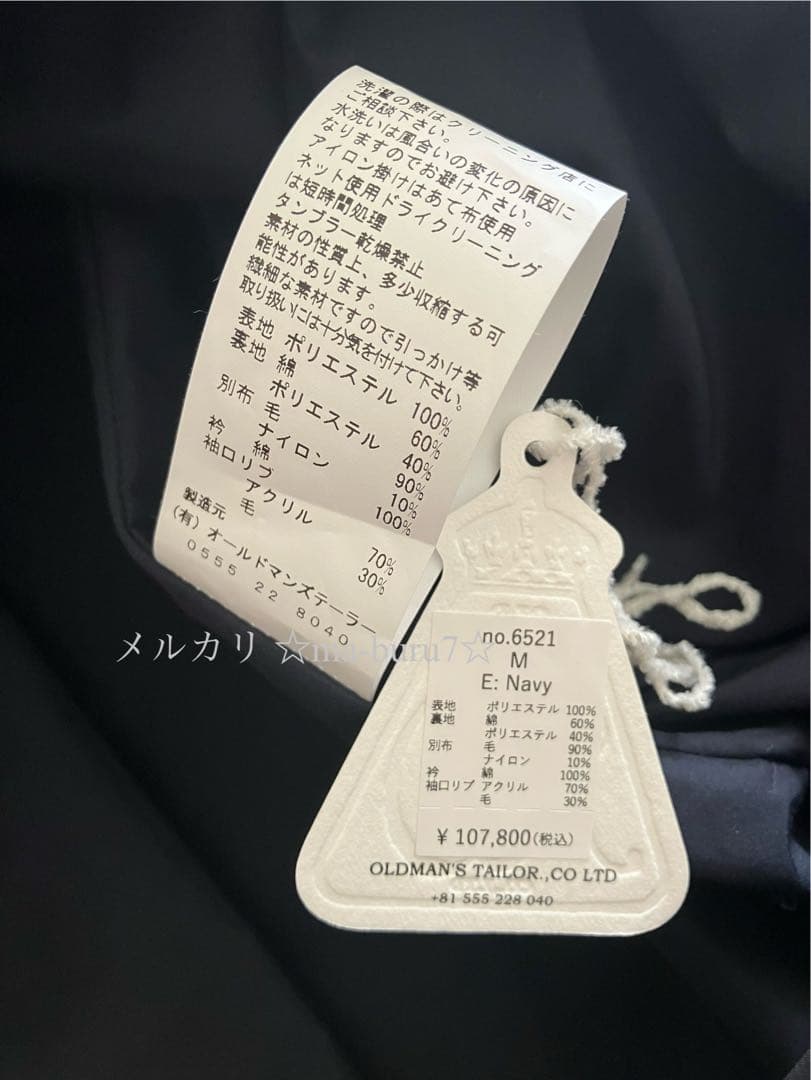 洗濯の際はクリーニング店に
ご相談下さい。
水洗いは風合いの変化の原因に
なりますのでお避け下さい。
アイロン掛けはあて布使用
ネット使用ドライクリーニング
は短時間処理
タンブラー乾燥禁止
素材の性質上、多少収縮する可
能性があります。
繊細な素材ですので引っかけ等
取り扱いには十分気を付けて下さい。
表地 ポリエステル 100%
裏地 綿 60%
ポリエステル 40%
別布 毛 90%
ナイロン 10%
衿 綿 100%
袖口リブ
アクリル 70%
毛 30%
製造元
(有) オールドマンズテーラー
0555 22 8040
メルカリ ☆ma-buru7☆
no.6521
M
E: Navy
表地 ポリエステル 100%
裏地 綿 60%
ポリエステル 40%
別布 毛 90%
ナイロン 10%
衿 綿 100%
袖口リブ アクリル 70%
毛 30%
¥ 107,800(税込)
OLDMAN'S TAILOR.,CO LTD
+81 555 228 040